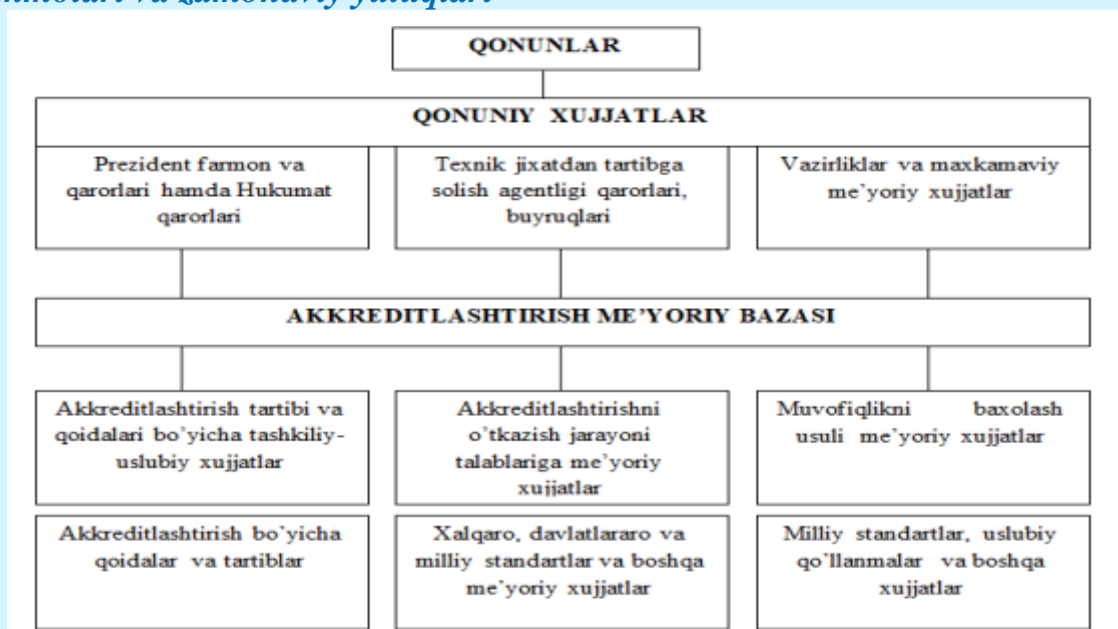 va zamonaviy yutuqlari
QONUNLAR
QONUNIY XUJJATLAR
Prezident farmon va
qarorlari hamda Hukumat
qarorlari
Texnik jixatdan tartibga
solish agentligi qarorlari,
buyruqlari
Vazirliklar va maxkamaviy
me’yoriy xujjatlar
AKKREDITLASHTIRISH ME’YORIY BAZASI
Akkreditlashtirish tartibi va
qoidalari bo’yicha tashkiliy-
uslubiy xujjatlar
Akkreditlashtirishni
o’tkazish jarayoni
talablariga me’yoriy
xujjatlar
Muvofiqlikni baxolash
usuli me’yoriy xujjatlar
Akkreditlashtirish bo’yicha
qoidalar va tartiblar
Xalqaro, davlatlararo va
milliy standartlar va boshqa
me’yoriy xujjatlar
Milliy standartlar, uslubiy
qo’llanmalar va boshqa
xujjatlar